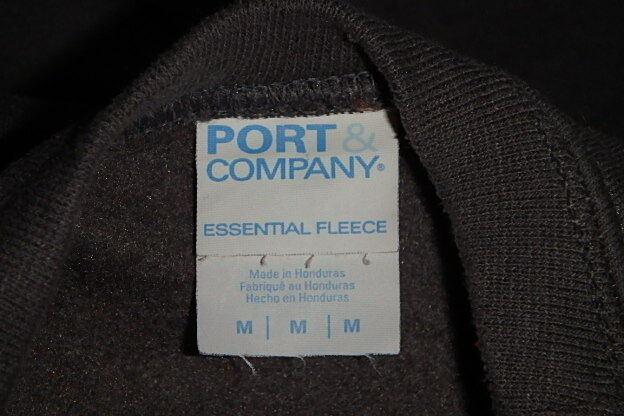 PORT &
COMPANY®
ESSENTIAL FLEECE
Made in Honduras
Fabriqué au Honduras
Hecho en Honduras
M | M | M